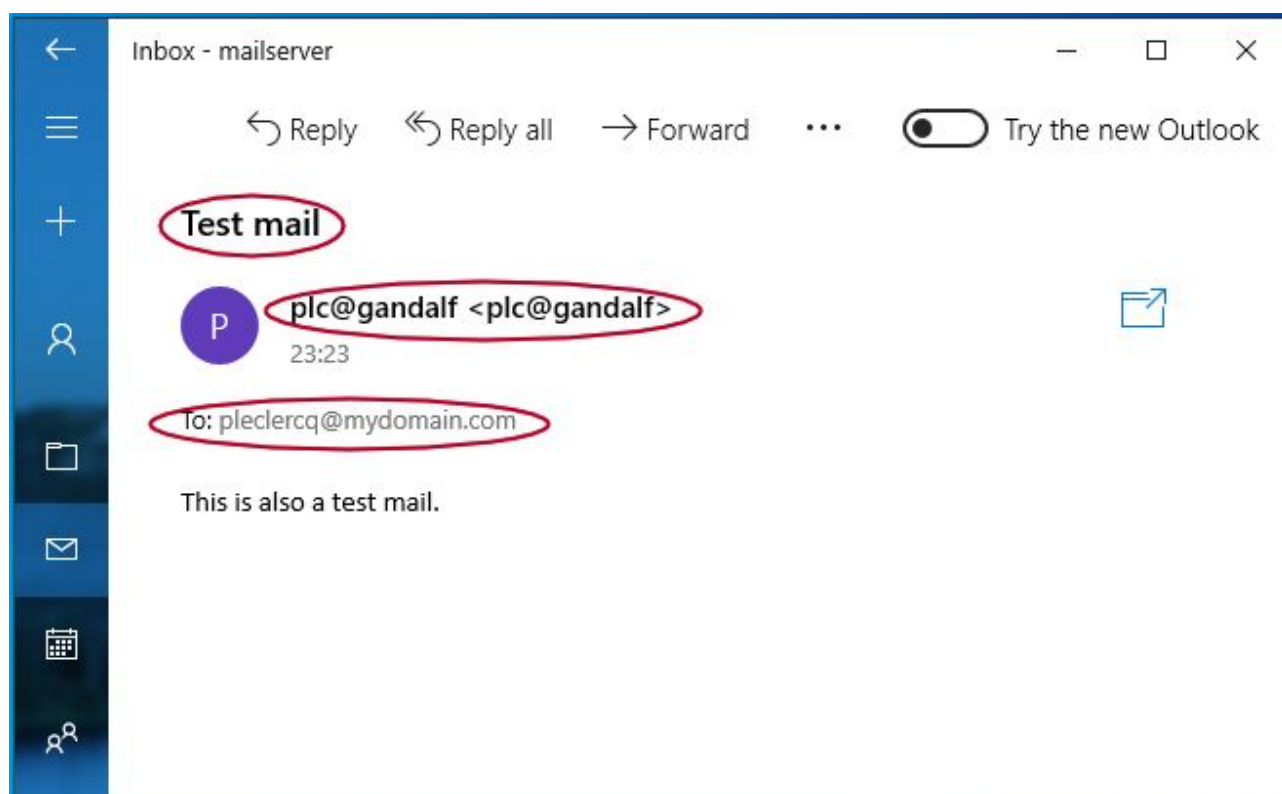 Inbox - mailserver
Reply Reply all Forward ... Try the new Outlook
Test mail
P plc@gandalf <plc@gandalf>
23:23
To: pleclercq@mydomain.com
This is also a test mail.